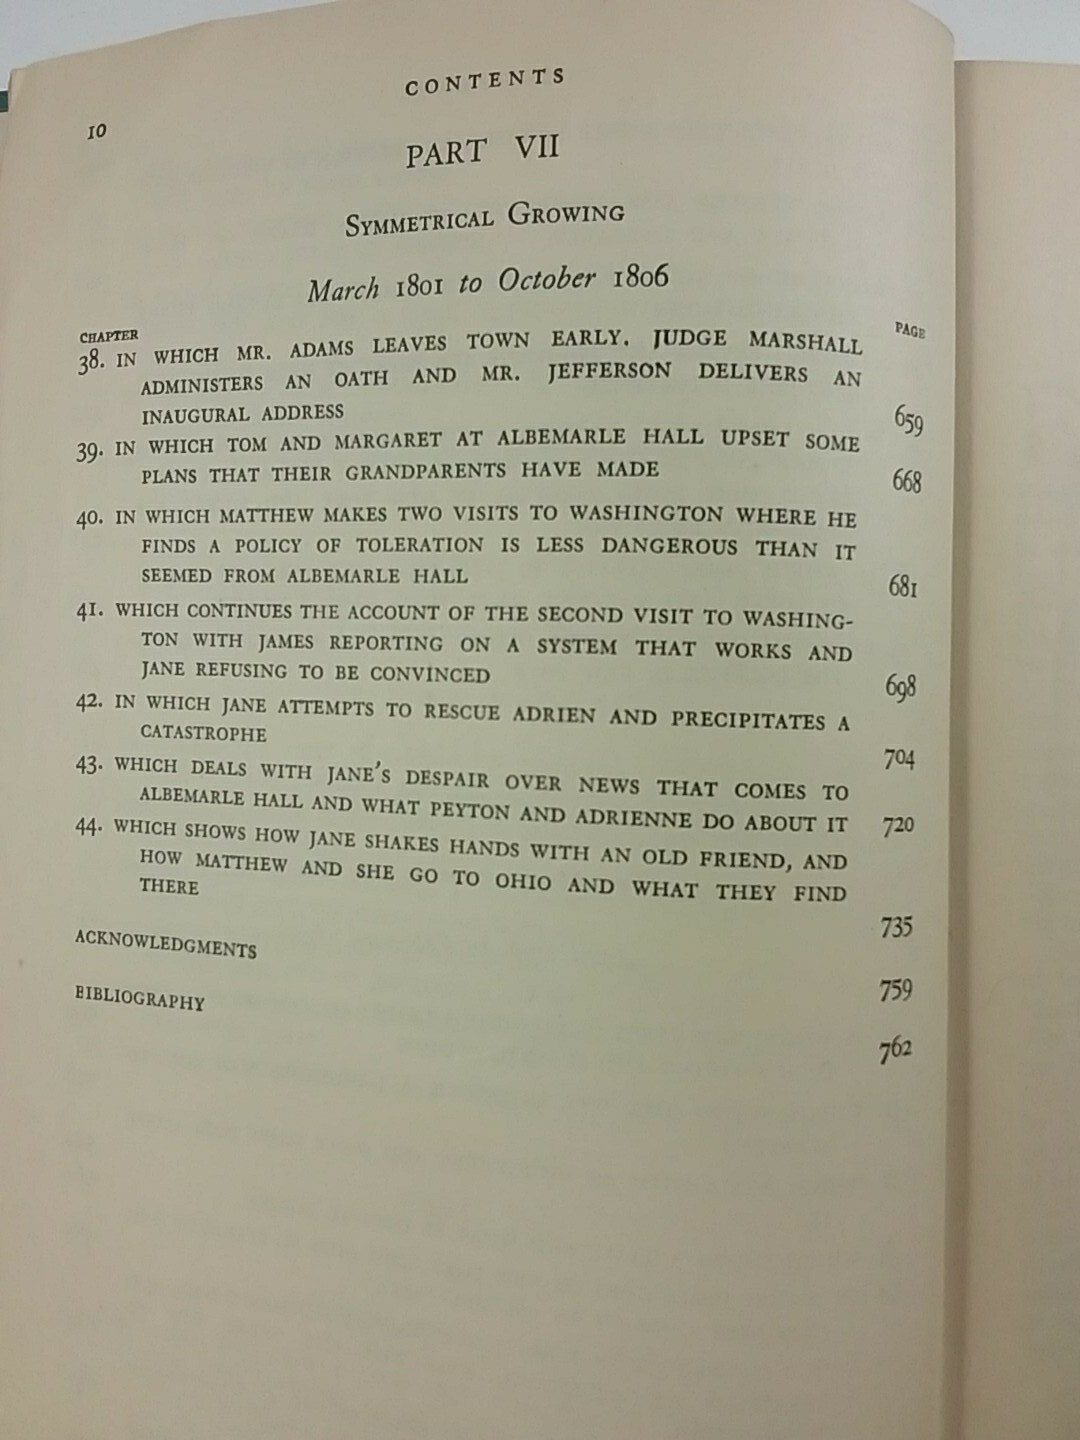 CONTENTS
10
PART VII
SYMMETRICAL GROWING
March 1801 to October 1806
CHAPTER PAGE
38. IN WHICH MR. ADAMS LEAVES TOWN EARLY. JUDGE MARSHALL
ADMINISTERS AN OATH AND MR. JEFFERSON DELIVERS AN
INAUGURAL ADDRESS 659
39. IN WHICH TOM AND MARGARET AT ALBEMARLE HALL UPSET SOME
PLANS THAT THEIR GRANDPARENTS HAVE MADE 668
40. IN WHICH MATTHEW MAKES TWO VISITS TO WASHINGTON WHERE HE
FINDS A POLICY OF TOLERATION IS LESS DANGEROUS THAN IT
SEEMED FROM ALBEMARLE HALL 681
41. WHICH CONTINUES THE ACCOUNT OF THE SECOND VISIT TO WASHING-
TON WITH JAMES REPORTING ON A SYSTEM THAT WORKS AND
JANE REFUSING TO BE CONVINCED 698
42. IN WHICH JANE ATTEMPTS TO RESCUE ADRIEN AND PRECIPITATES A
CATASTROPHE 704
43. WHICH DEALS WITH JANE'S DESPAIR OVER NEWS THAT COMES TO
ALBEMARLE HALL AND WHAT PEYTON AND ADRIENNE DO ABOUT IT 720
44. WHICH SHOWS HOW JANE SHAKES HANDS WITH AN OLD FRIEND, AND
HOW MATTHEW AND SHE GO TO OHIO AND WHAT THEY FIND
THERE 735
ACKNOWLEDGMENTS 759
BIBLIOGRAPHY 762